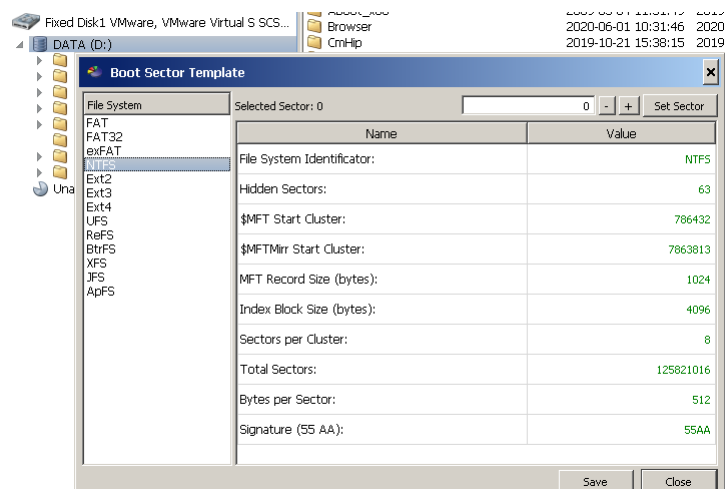 Fixed Disk1 VMware, VMware Virtual S SCS...
DATA (D:)
Browser 2020-06-01 10:31:46 2020
CmHip 2019-10-21 15:38:15 2019
Boot Sector Template
File System
FAT
FAT32
exFAT
NTFS
Ext2
Ext3
Ext4
UFS
ReFS
BtrFS
XFS
JFS
ApFS
Una
Selected Sector: 0 0 - + Set Sector
Name Value
File System Identificator: NTFS
Hidden Sectors: 63
$MFT Start Cluster: 786432
$MFTMirr Start Cluster: 7863813
MFT Record Size (bytes): 1024
Index Block Size (bytes): 4096
Sectors per Cluster: 8
Total Sectors: 125821016
Bytes per Sector: 512
Signature (55 AA): 55AA
Save Close